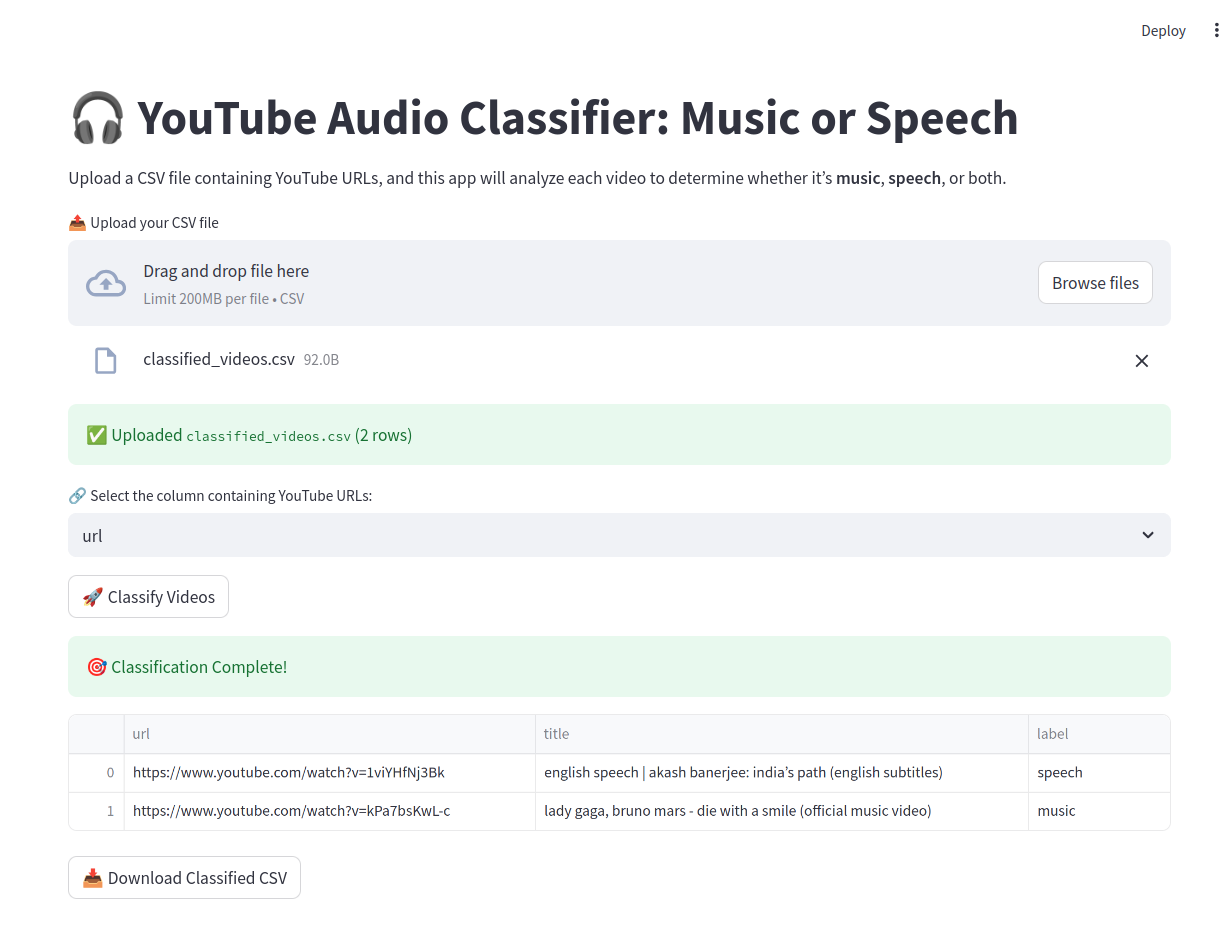 Deploy
🎧 YouTube Audio Classifier: Music or Speech
Upload a CSV file containing YouTube URLs, and this app will analyze each video to determine whether it’s music, speech, or both.
📤 Upload your CSV file
Drag and drop file here
Limit 200MB per file • CSV
Browse files
classified_videos.csv 92.0B
✅ Uploaded classified_videos.csv (2 rows)
🔗 Select the column containing YouTube URLs:
url
🚀 Classify Videos
🎯 Classification Complete!
url title label
0 https://www.youtube.com/watch?v=1viYHfNj3Bk english speech | akash banerjee: india’s path (english subtitles) speech
1 https://www.youtube.com/watch?v=kPa7bsKwL-c lady gaga, bruno mars - die with a smile (official music video) music
📥 Download Classified CSV